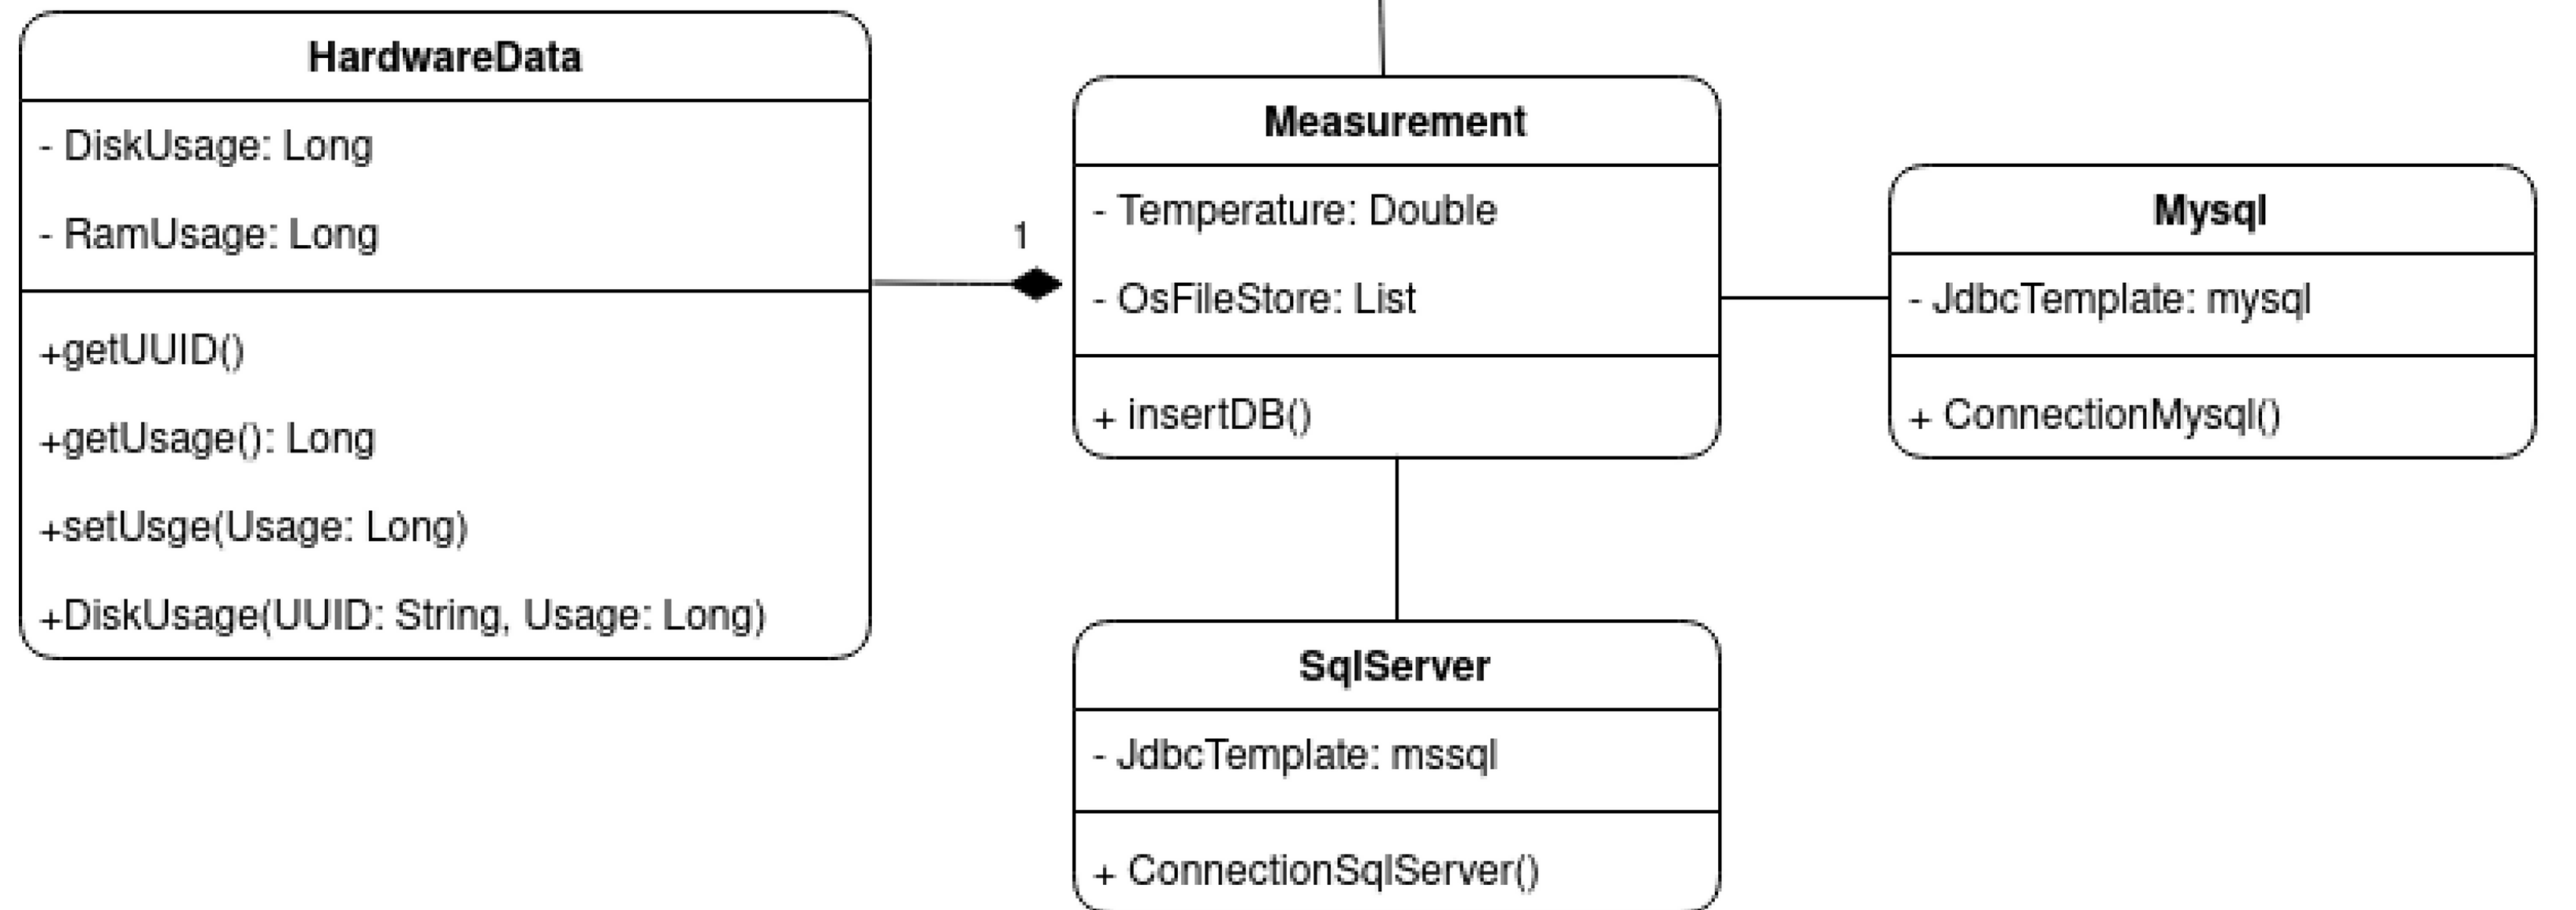 HardwareData
- DiskUsage: Long
- RamUsage: Long
+getUUID()
+getUsage(): Long
+setUsge(Usage: Long)
+DiskUsage(UUID: String, Usage: Long)
1
Measurement
- Temperature: Double
- OsFileStore: List
+ insertDB()
Mysql
- JdbcTemplate: mysql
+ ConnectionMysql()
SqlServer
- JdbcTemplate: mssql
+ ConnectionSqlServer()